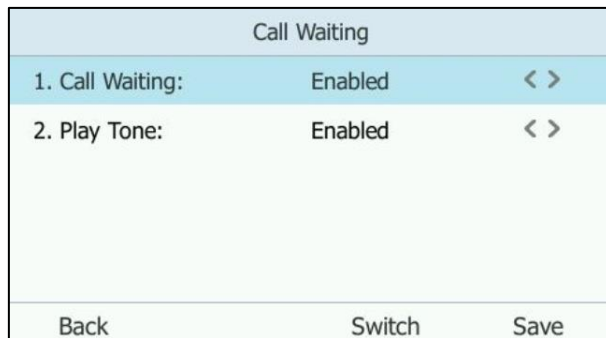 Call Waiting
1. Call Waiting: Enabled < >
2. Play Tone: Enabled < >
Back Switch Save